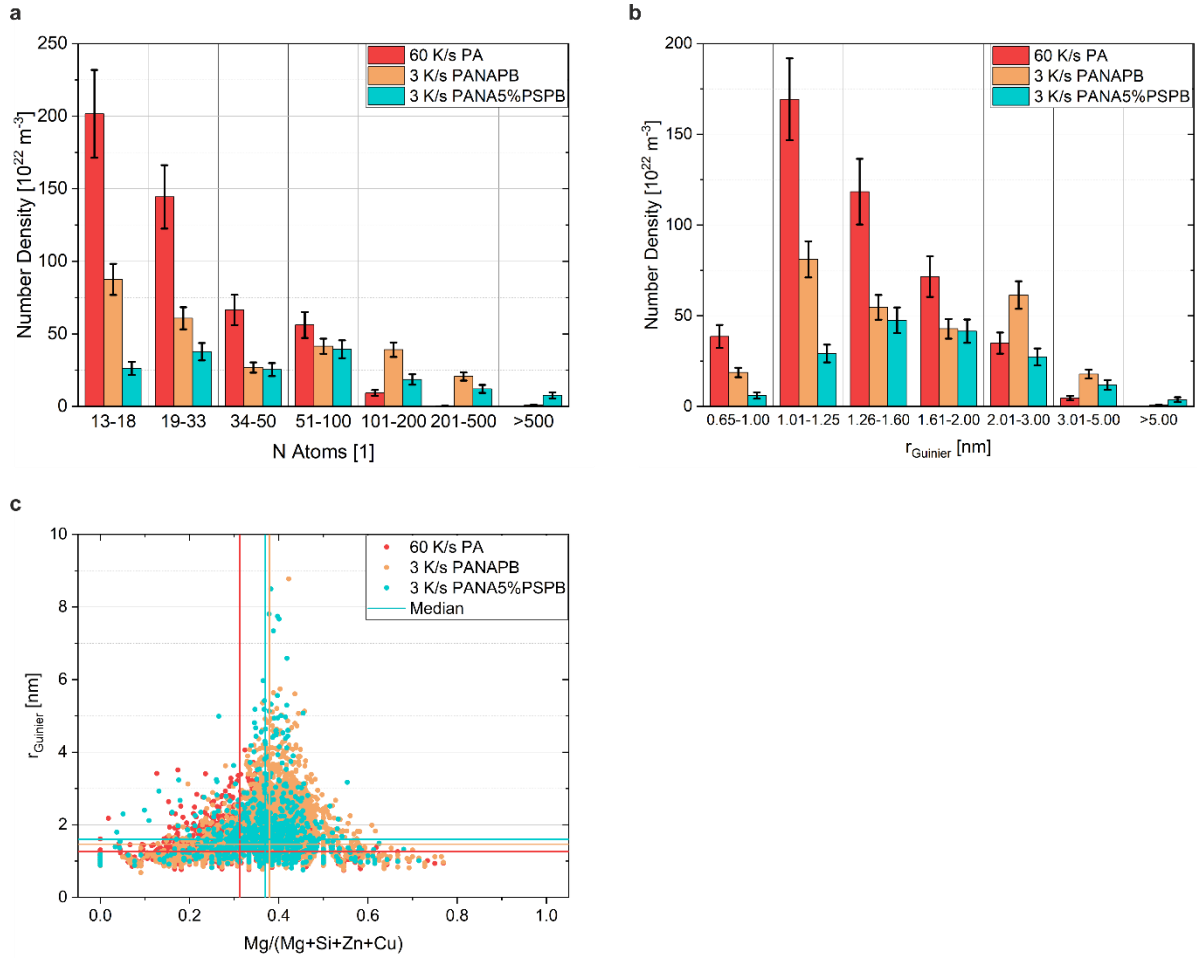 a
60 K/s PA
3 K/s PANAPB
3 K/s PANA5%PSPB
Number Density [10²² m⁻³]
250
200
150
100
50
0
13-18 19-33 34-50 51-100 101-200 201-500 >500
N Atoms [1]
b
60 K/s PA
3 K/s PANAPB
3 K/s PANA5%PSPB
Number Density [10²² m⁻³]
200
150
100
50
0
0.65-1.00 1.01-1.25 1.26-1.60 1.61-2.00 2.01-3.00 3.01-5.00 >5.00
r_Guinier [nm]
c
60 K/s PA
3 K/s PANAPB
3 K/s PANA5%PSPB
Median
r_Guinier [nm]
10
8
6
4
2
0
0.0 0.2 0.4 0.6 0.8 1.0
Mg/(Mg+Si+Zn+Cu)